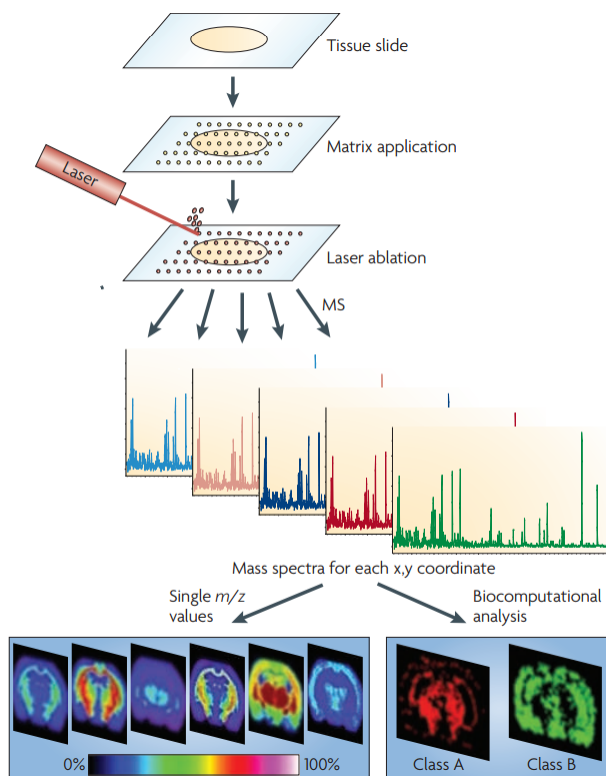 Tissue slide
Matrix application
Laser
Laser ablation
MS
Mass spectra for each x,y coordinate
Single m/z
values
Biocomputational
analysis
0%
100%
Class A
Class B